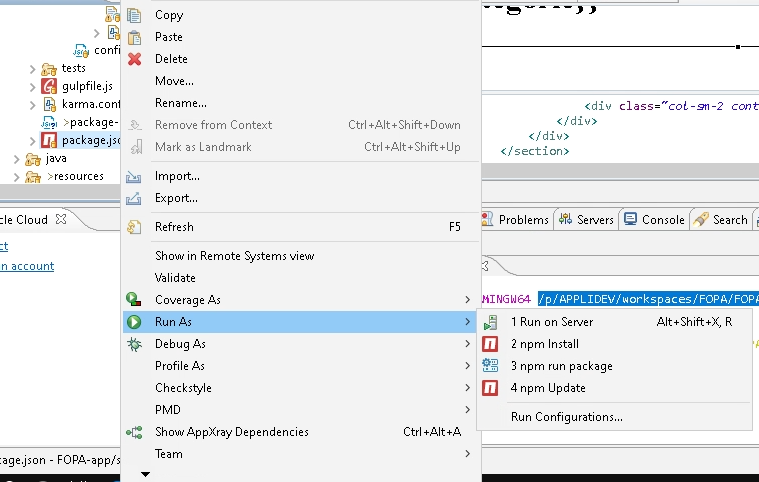 Copy
Paste
Delete
Move...
Rename...
Remove from Context Ctrl+Alt+Shift+Down
Mark as Landmark Ctrl+Alt+Shift+Up
Import...
Export...
Refresh F5
Show in Remote Systems view
Validate
Coverage As
Run As
Debug As
Profile As
Checkstyle
PMD
Show AppXray Dependencies Ctrl+Alt+A
Team
1 Run on Server Alt+Shift+X, R
2 npm Install
3 npm run package
4 npm Update
Run Configurations...
confi
tests
gulpfile.js
karma.conf
>package-
package.jso
java
>resources
cle Cloud
ct
n account
<div class="col-sm-2 cont
</div>
</div>
</section>
Problems Servers Console Search
MINGW64 /p/APPLIDEV/workspaces/FOPA/FOPA
kage.json - FOPA-app/s